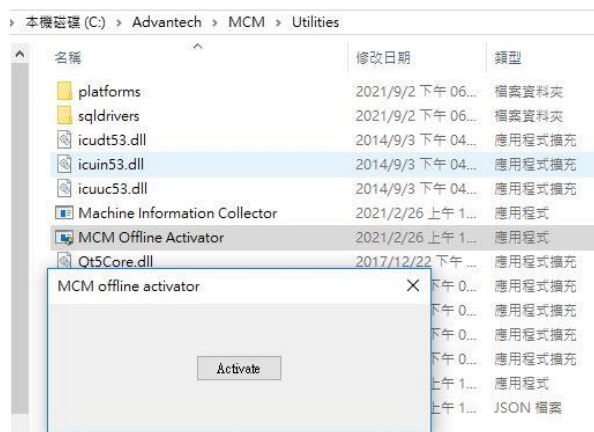 本機磁碟 (C:) › Advantech › MCM › Utilities
名稱 修改日期 類型
platforms 2021/9/2 下午 06... 檔案資料夾
sqldrivers 2021/9/2 下午 06... 檔案資料夾
icudt53.dll 2014/9/3 下午 04... 應用程式擴充
icuin53.dll 2014/9/3 下午 04... 應用程式擴充
icuuc53.dll 2014/9/3 下午 04... 應用程式擴充
Machine Information Collector 2021/2/26 上午 1... 應用程式
MCM Offline Activator 2021/2/26 上午 1... 應用程式
Qt5Core.dll 2017/12/22 下午 ... 應用程式擴充
MCM offline activator
下午 0... 應用程式擴充
下午 0... 應用程式擴充
下午 0... 應用程式擴充
下午 0... 應用程式擴充
Activate
上午 1... 應用程式
上午 1... JSON 檔案